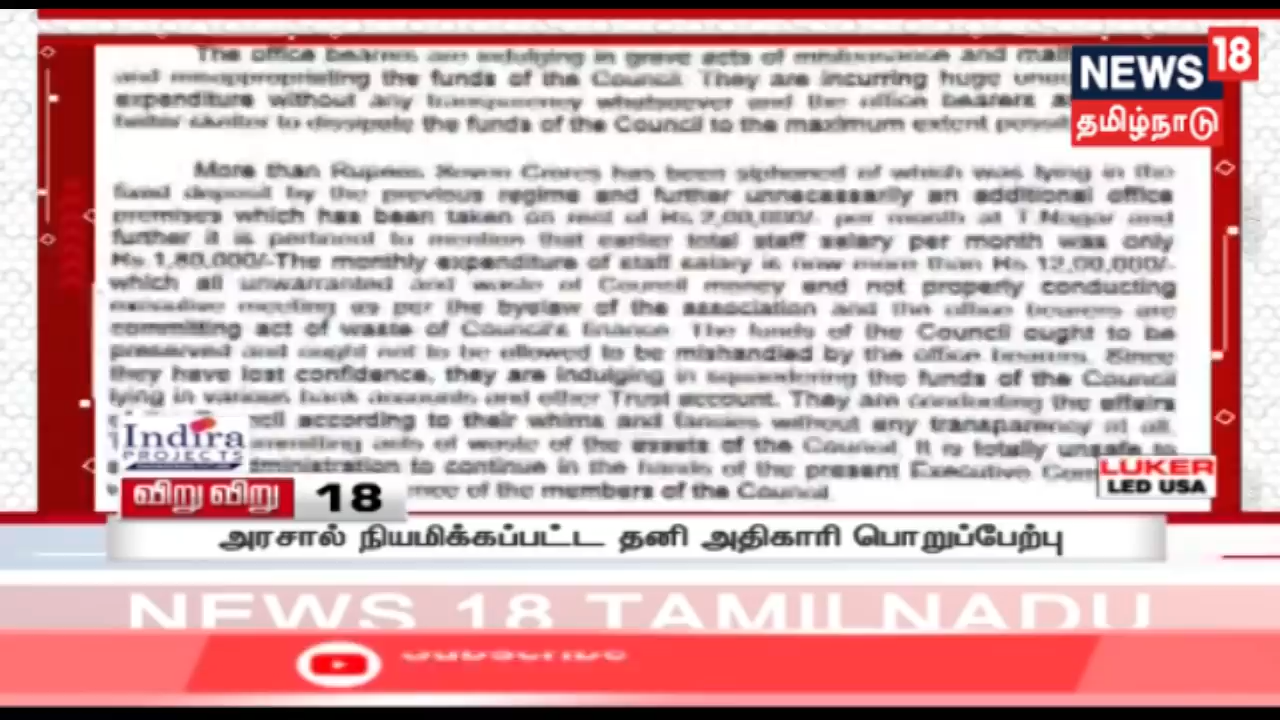 The office bearers are indulging in grave acts of misfeasance and
and misappropriating the funds of the Council. They are incurring huge
expenditure without any transparency whatsoever and the office bearers
to dissipate the funds of the Council to the maximum extent
NEWS 18
தமிழ்நாடு
More than Rupees Seven Crores has been siphoned of which was lying in the
fixed deposit by the previous regime and further unnecessarily an additional office
premises which has been taken on rent of Rs.2,00,000/- per month at T.Nagar and
further it is pertinent to mention that earlier total staff salary per month was only
Rs.1,80,000/-The monthly expenditure of staff salary is now more than Rs.12,00,000/-
which all unwarranted and waste of Council money and not properly conducting
executive meeting as per the byelaw of the association and the office bearers are
committing act of waste of Council's finance. The funds of the Council ought to be
preserved and ought not to be allowed to be mishandled by the office bearers. Since
they have lost confidence, they are indulging in squandering the funds of the Council
lying in various bank accounts and other Trust account. They are conducting the affairs
according to their whims and fancies without any transparency at all.
acts of waste of the assets of the Council. It is totally unsafe to
to continue in the hands of the present Executive
of the members of the Council.
Indira
PROJECTS
LUKER
LED USA
விறு விறு 18
அரசால் நியமிக்கப்பட்ட தனி அதிகாரி பொறுப்பேற்பு
NEWS 18 TAMILNADU
Subscribe